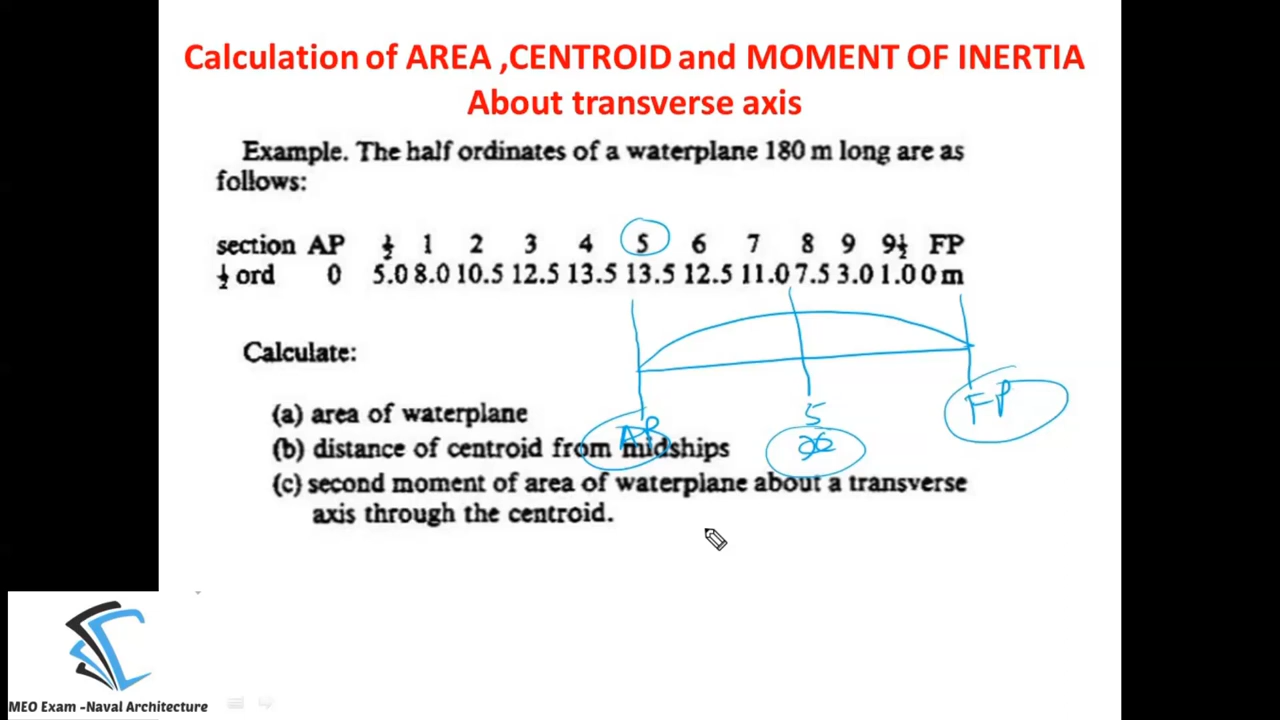 Calculation of AREA ,CENTROID and MOMENT OF INERTIA
About transverse axis
Example. The half ordinates of a waterplane 180 m long are as
follows:
section AP ½ 1 2 3 4 5 6 7 8 9 9½ FP
½ ord 0 5.0 8.0 10.5 12.5 13.5 13.5 12.5 11.0 7.5 3.0 1.0 0 m
Calculate:
(a) area of waterplane
(b) distance of centroid from midships
(c) second moment of area of waterplane about a transverse
axis through the centroid.
AP
5
FP
MEO Exam -Naval Architecture